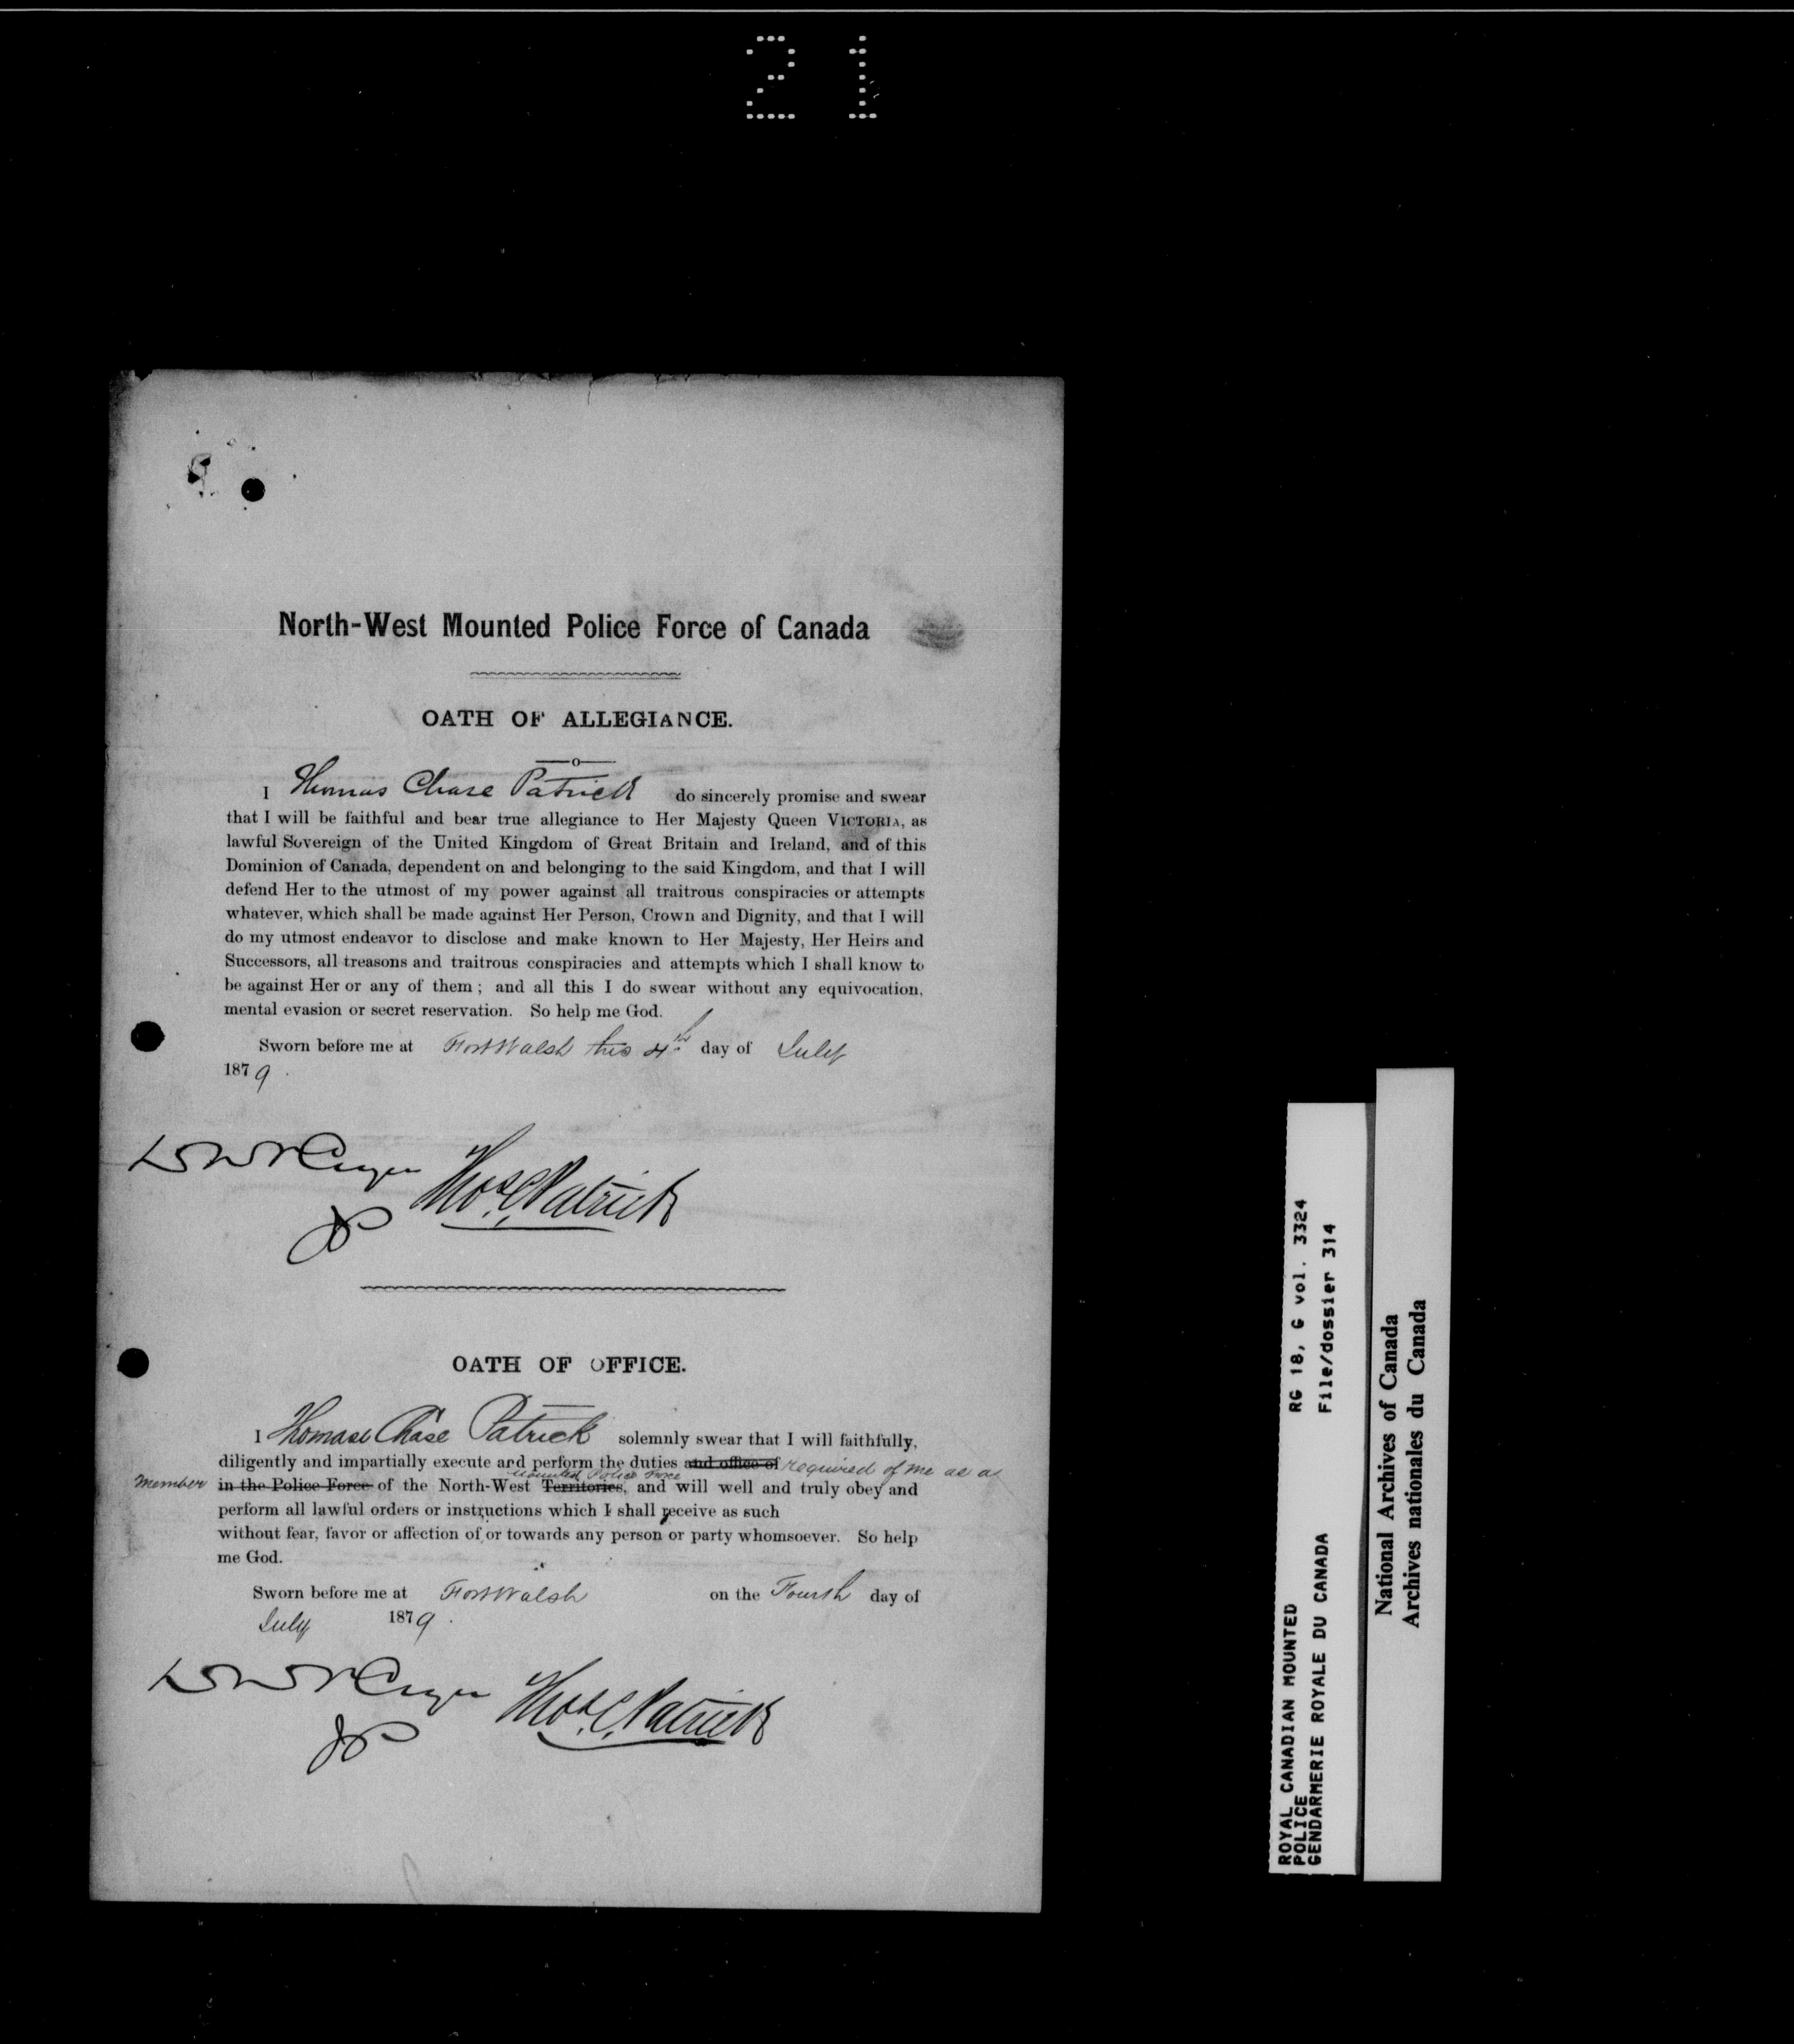 21
North-West Mounted Police Force of Canada
OATH OF ALLEGIANCE.
I Thomas Chase Patrick do sincerely promise and swear
that I will be faithful and bear true allegiance to Her Majesty Queen VICTORIA, as
lawful Sovereign of the United Kingdom of Great Britain and Ireland, and of this
Dominion of Canada, dependent on and belonging to the said Kingdom, and that I will
defend Her to the utmost of my power against all traitrous conspiracies or attempts
whatever, which shall be made against Her Person, Crown and Dignity, and that I will
do my utmost endeavor to disclose and make known to Her Majesty, Her Heirs and
Successors, all treasons and traitrous conspiracies and attempts which I shall know to
be against Her or any of them ; and all this I do swear without any equivocation,
mental evasion or secret reservation. So help me God.
Sworn before me at Fort Walsh this 4th day of July
1879.
JP
Thos. C. Patrick
OATH OF OFFICE.
I Thomas Chase Patrick solemnly swear that I will faithfully,
diligently and impartially execute and perform the duties and office of required of me as a
Mounted Police Force
member in the Police Force of the North-West Territories, and will well and truly obey and
perform all lawful orders or instructions which I shall receive as such
without fear, favor or affection of or towards any person or party whomsoever. So help
me God.
Sworn before me at Fort Walsh on the Fourth day of
July 1879.
JP
Thos. C. Patrick
ROYAL CANADIAN MOUNTED RG 18, G vol. 3324
POLICE
GENDARMERIE ROYALE DU CANADA File/dossier 314
National Archives of Canada
Archives nationales du Canada